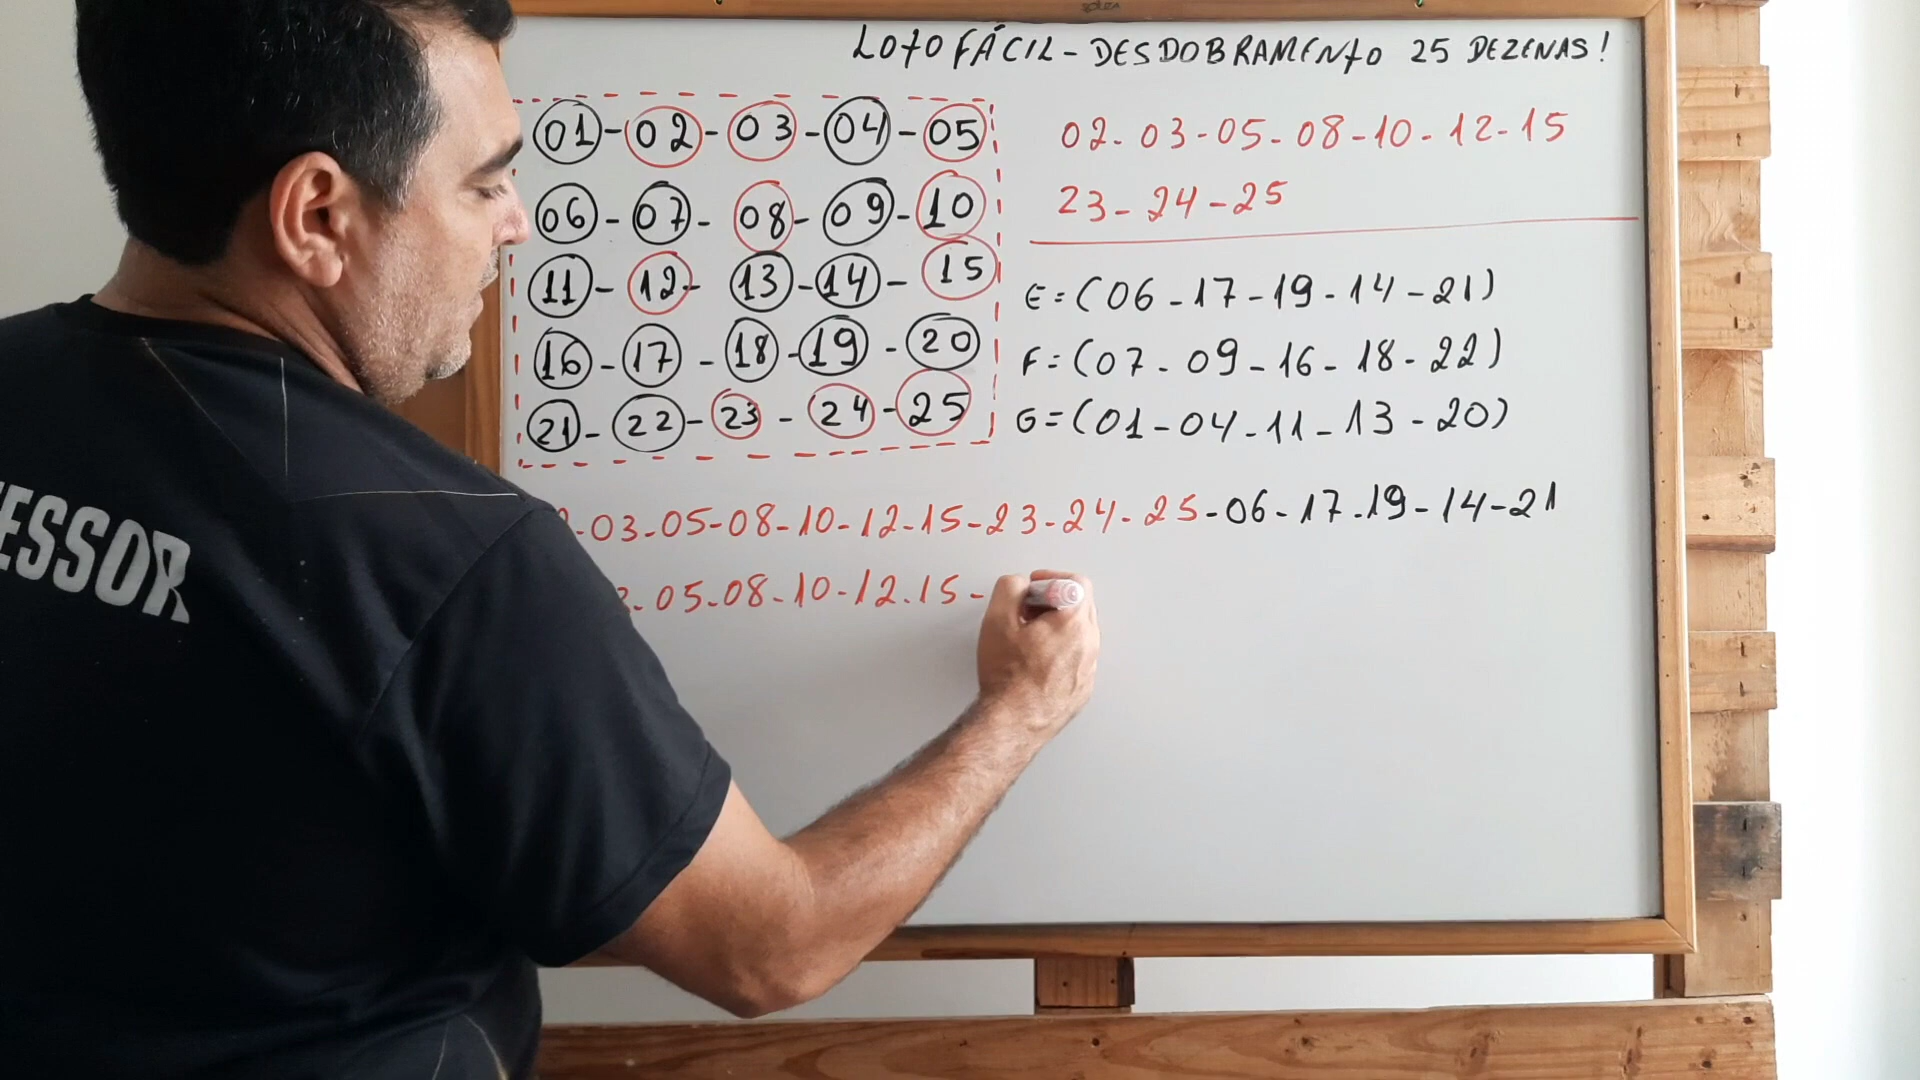 LOTOFÁCIL - DESDOBRAMENTO 25 DEZENAS!
01 - 02 - 03 - 04 - 05
06 - 07 - 08 - 09 - 10
11 - 12 - 13 - 14 - 15
16 - 17 - 18 - 19 - 20
21 - 22 - 23 - 24 - 25
02 - 03 - 05 - 08 - 10 - 12 - 15
23 - 24 - 25
E = (06 - 17 - 19 - 14 - 21)
F = (07 - 09 - 16 - 18 - 22)
G = (01 - 04 - 11 - 13 - 20)
- 03 - 05 - 08 - 10 - 12 - 15 - 23 - 24 - 25 - 06 - 17 - 19 - 14 - 21
- 05 - 08 - 10 - 12 - 15 -
ESSOR